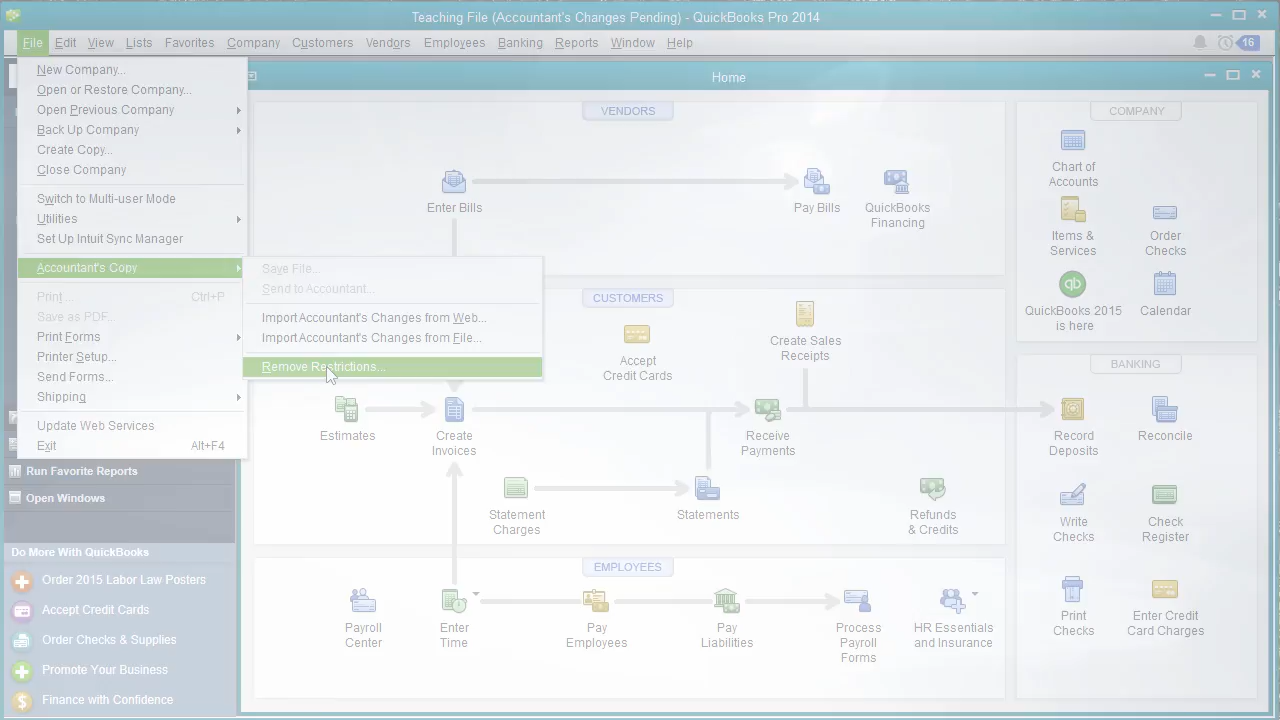 Teaching File (Accountant's Changes Pending) - QuickBooks Pro 2014
File Edit View Lists Favorites Company Customers Vendors Employees Banking Reports Window Help
16
New Company...
Open or Restore Company...
Open Previous Company
Back Up Company
Create Copy...
Close Company
Switch to Multi-user Mode
Utilities
Set Up Intuit Sync Manager
Accountant's Copy
Print...
Ctrl+P
Save as PDF...
Print Forms
Printer Setup...
Send Forms...
Shipping
Update Web Services
Exit
Alt+F4
Save File...
Send to Accountant...
Import Accountant's Changes from Web...
Import Accountant's Changes from File...
Remove Restrictions...
Run Favorite Reports
Open Windows
Do More With QuickBooks
Order 2015 Labor Law Posters
Accept Credit Cards
Order Checks & Supplies
Promote Your Business
Finance with Confidence
Home
VENDORS
Enter Bills
Pay Bills
QuickBooks
Financing
CUSTOMERS
Accept
Credit Cards
Create Sales
Receipts
Estimates
Create
Invoices
Receive
Payments
Statement
Charges
Statements
Refunds
& Credits
EMPLOYEES
Payroll
Center
Enter
Time
Pay
Employees
Pay
Liabilities
Process
Payroll
Forms
HR Essentials
and Insurance
COMPANY
Chart of
Accounts
Items &
Services
Order
Checks
QuickBooks 2015
is here
Calendar
BANKING
Record
Deposits
Reconcile
Write
Checks
Check
Register
Print
Checks
Enter Credit
Card Charges